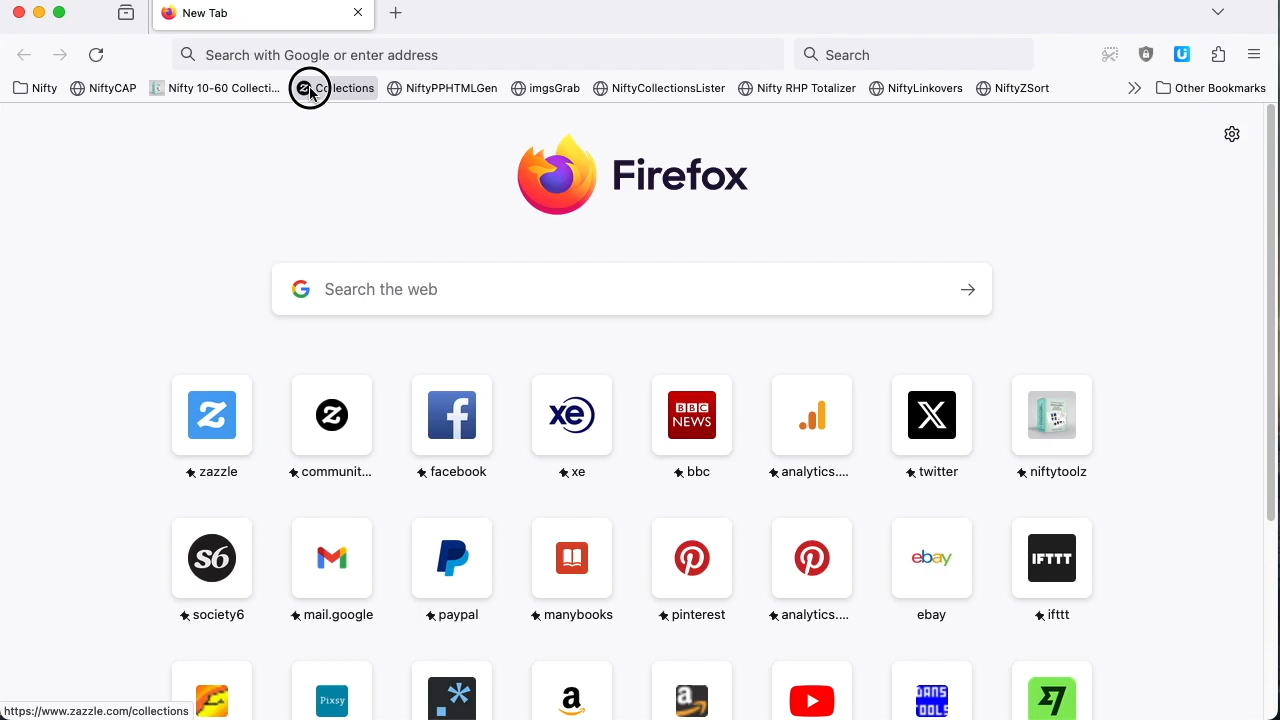 New Tab
Search with Google or enter address
Search
Nifty
NiftyCAP
Nifty 10-60 Collecti...
Collections
NiftyPPHTMLGen
imgsGrab
NiftyCollectionsLister
Nifty RHP Totalizer
NiftyLinkovers
NiftyZSort
Other Bookmarks
Firefox
Search the web
BBC
NEWS
zazzle
communit...
facebook
xe
bbc
analytics....
twitter
niftytoolz
S6
ebay
IFTTT
society6
mail.google
paypal
manybooks
pinterest
analytics....
ebay
ifttt
Pixsy
DANS
TOOLS
https://www.zazzle.com/collections